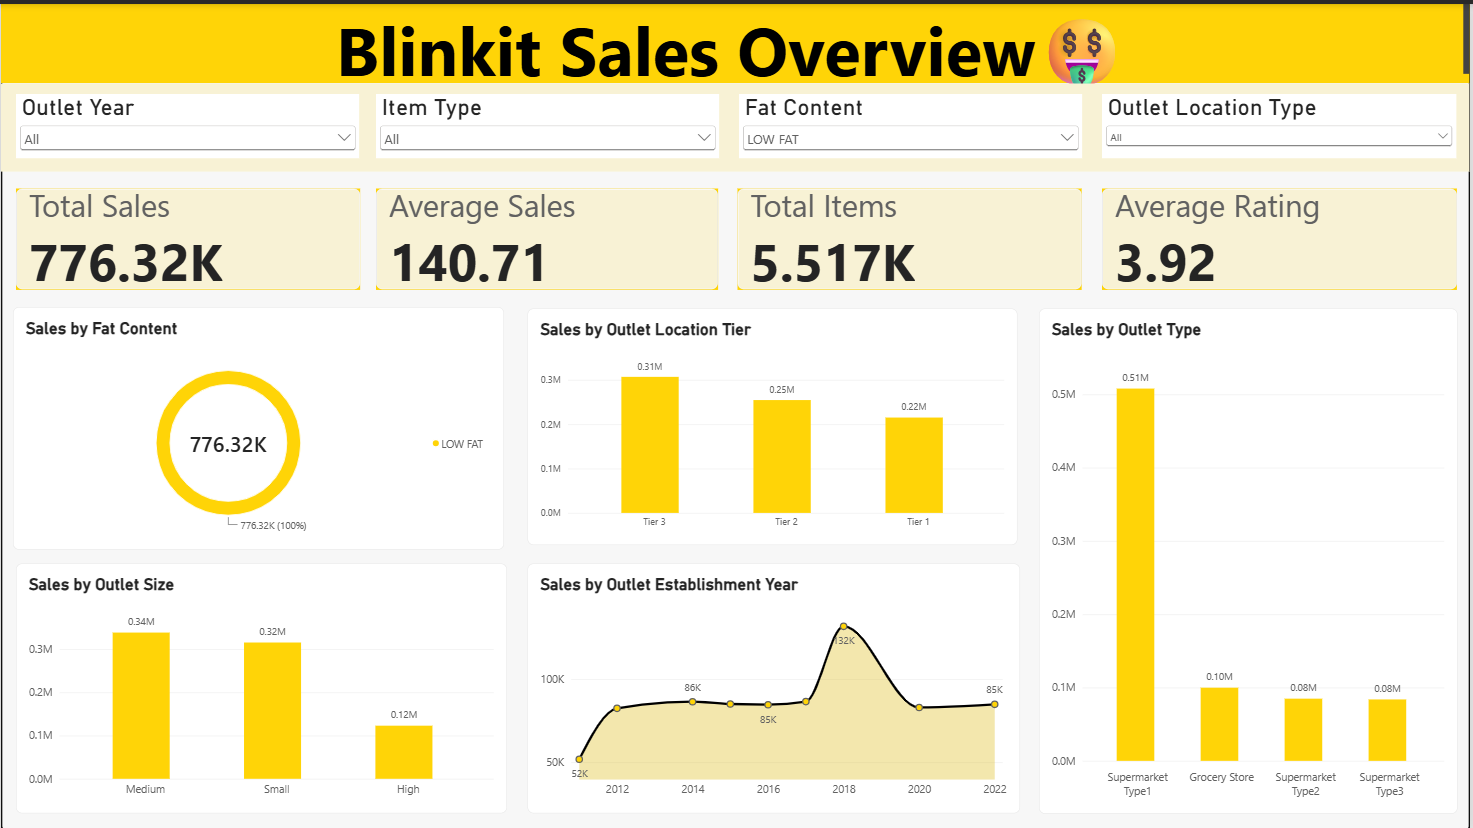 Blinkit Sales Overview
Outlet Year
All
Item Type
All
Fat Content
LOW FAT
Outlet Location Type
All
Total Sales
776.32K
Average Sales
140.71
Total Items
5.517K
Average Rating
3.92
Sales by Fat Content
776.32K
LOW FAT
776.32K (100%)
Sales by Outlet Location Tier
0.3M
0.2M
0.1M
0.0M
0.31M
0.25M
0.22M
Tier 3
Tier 2
Tier 1
Sales by Outlet Type
0.5M
0.4M
0.3M
0.2M
0.1M
0.0M
0.51M
0.10M
0.08M
0.08M
Supermarket
Type1
Grocery Store
Supermarket
Type2
Supermarket
Type3
Sales by Outlet Size
0.3M
0.2M
0.1M
0.0M
0.34M
0.32M
0.12M
Medium
Small
High
Sales by Outlet Establishment Year
100K
50K
52K
86K
85K
132K
85K
2012
2014
2016
2018
2020
2022